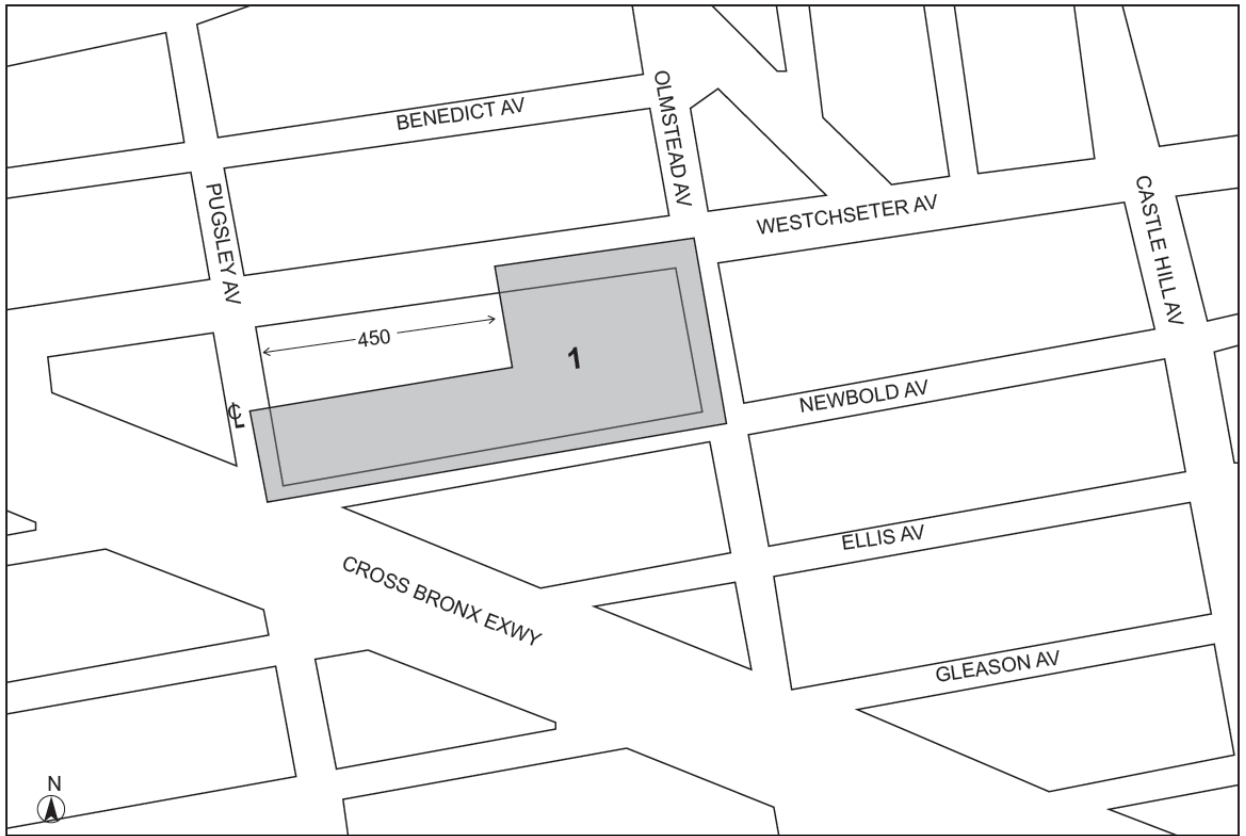 BENEDICT AV
OLMSTEAD AV
PUGSLEY AV
WESTCHSETER AV
CASTLE HILL AV
450
1
NEWBOLD AV
℄
ELLIS AV
CROSS BRONX EXWY
GLEASON AV
N